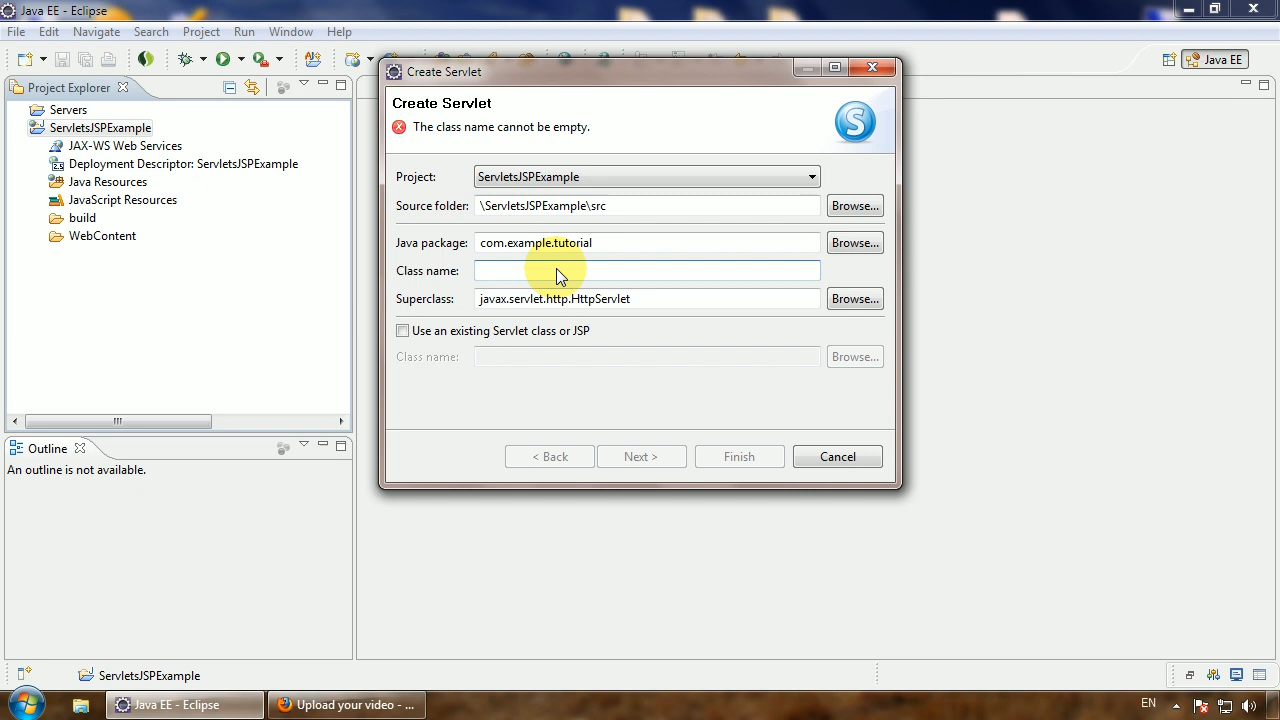 Java EE - Eclipse
File Edit Navigate Search Project Run Window Help
Java EE
Project Explorer
Servers
ServletsJSPExample
JAX-WS Web Services
Deployment Descriptor: ServletsJSPExample
Java Resources
JavaScript Resources
build
WebContent
Create Servlet
Create Servlet
The class name cannot be empty.
S
Project: ServletsJSPExample
Source folder: \ServletsJSPExample\src Browse...
Java package: com.example.tutorial Browse...
Class name:
Superclass: javax.servlet.http.HttpServlet Browse...
Use an existing Servlet class or JSP
Class name: Browse...
< Back Next > Finish Cancel
Outline
An outline is not available.
ServletsJSPExample
Java EE - Eclipse
Upload your video - ...
EN